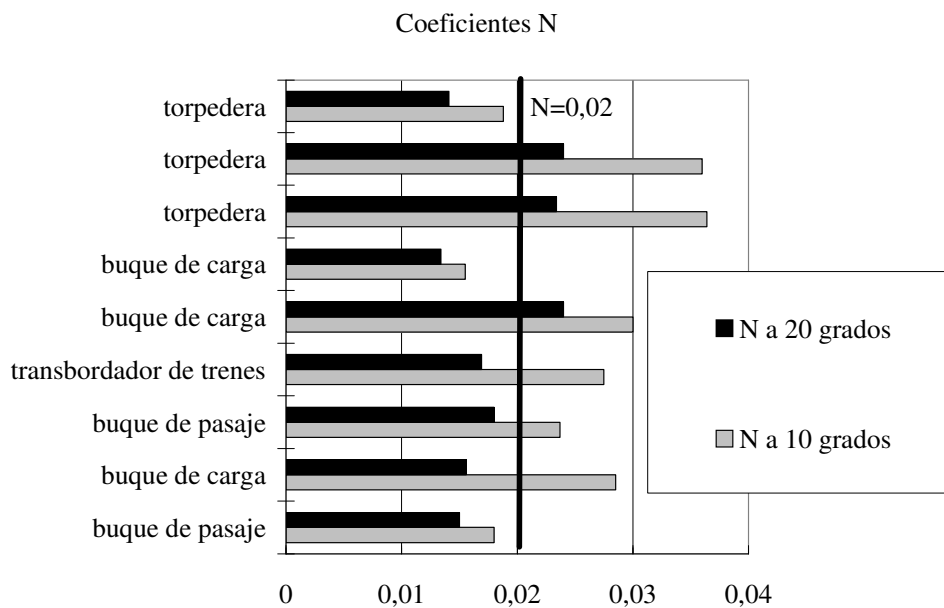 Coeficientes N
torpedera
N=0,02
torpedera
torpedera
buque de carga
buque de carga
N a 20 grados
transbordador de trenes
buque de pasaje
N a 10 grados
buque de carga
buque de pasaje
0 0,01 0,02 0,03 0,04